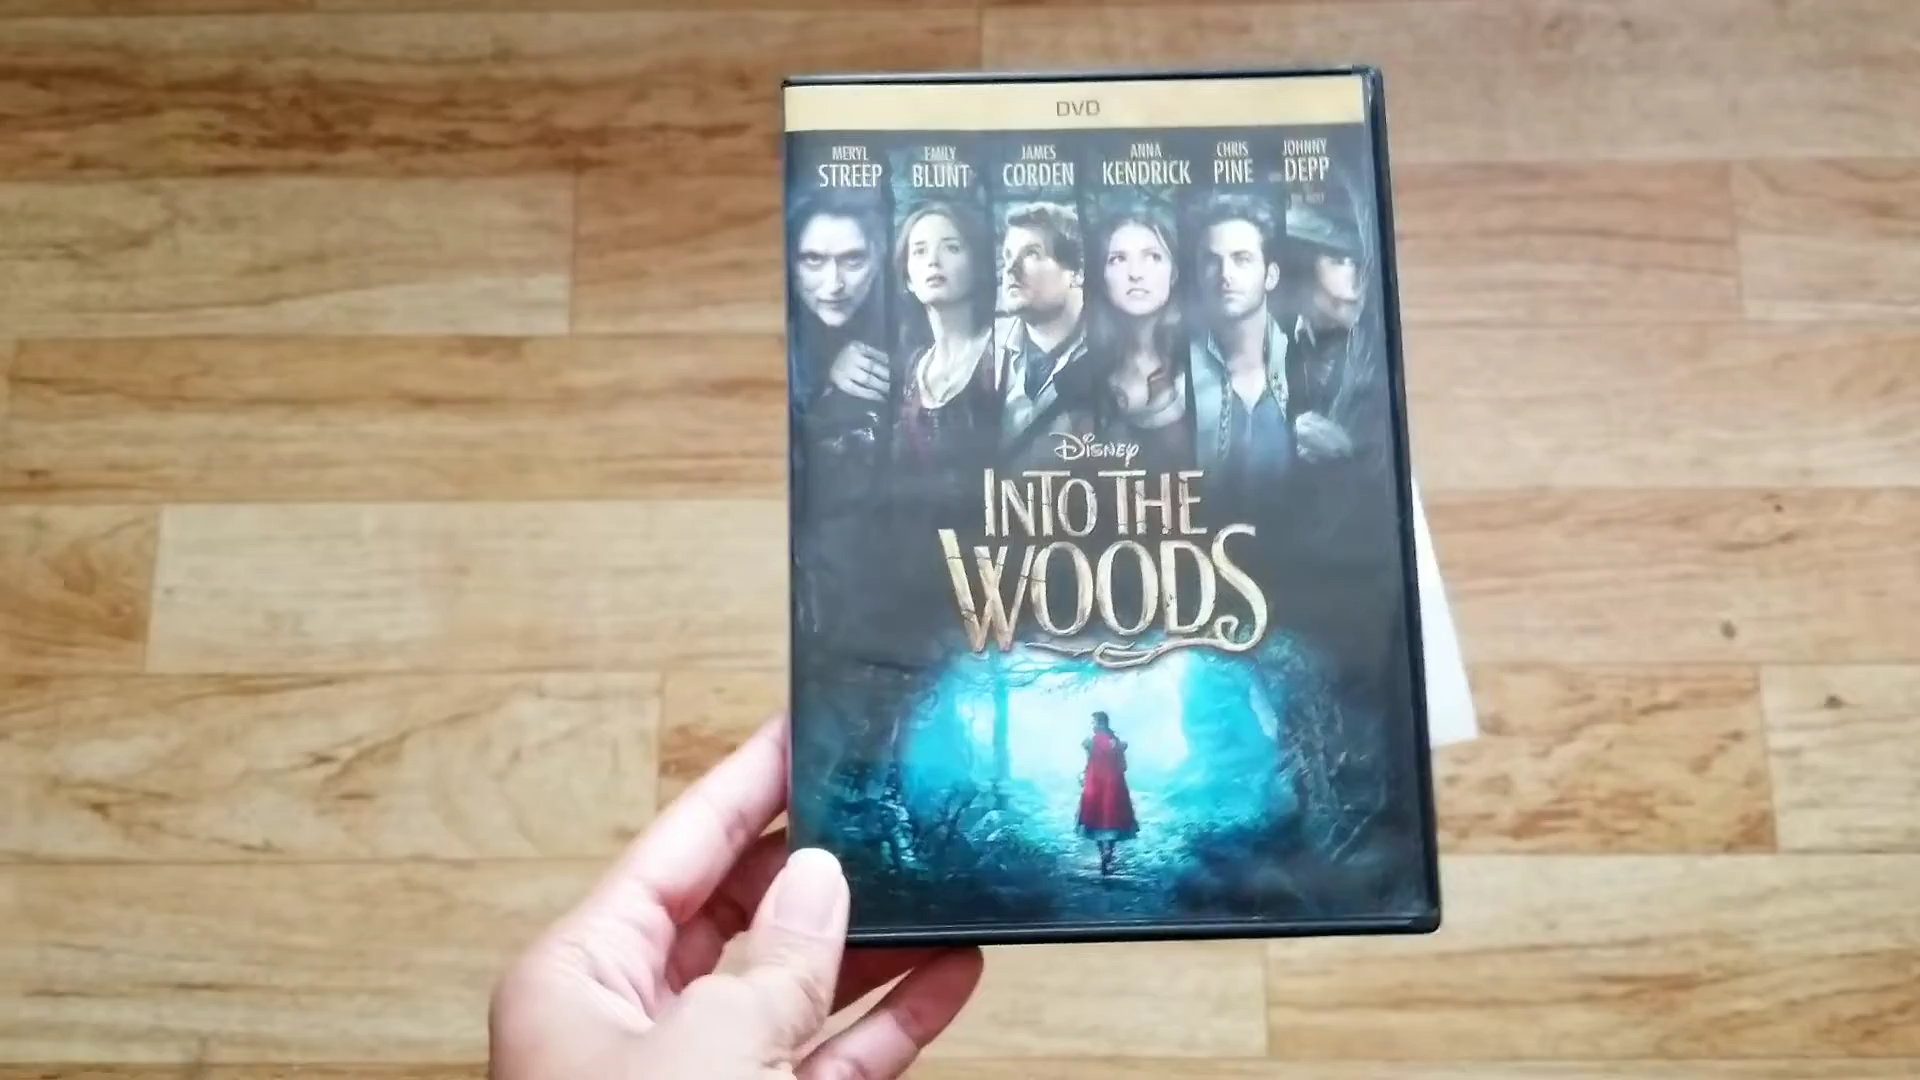 DVD
MERYL STREEP
EMILY BLUNT
JAMES CORDEN
ANNA KENDRICK
CHRIS PINE
JOHNNY DEPP
DISNEY
INTO THE
WOODS